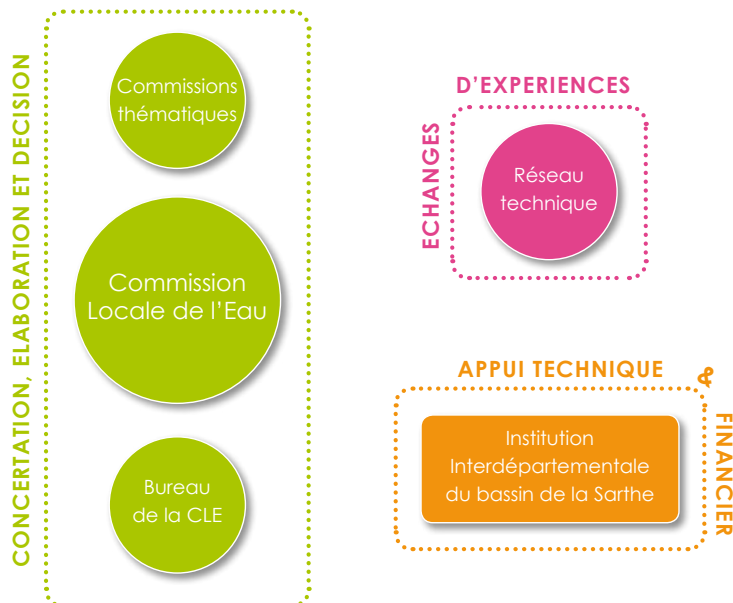 CONCERTATION, ELABORATION ET DECISION
Commissions
thématiques
Commission
Locale de l’Eau
Bureau
de la CLE
ECHANGES
D’EXPERIENCES
Réseau
technique
APPUI TECHNIQUE
&
FINANCIER
Institution
Interdépartementale
du bassin de la Sarthe